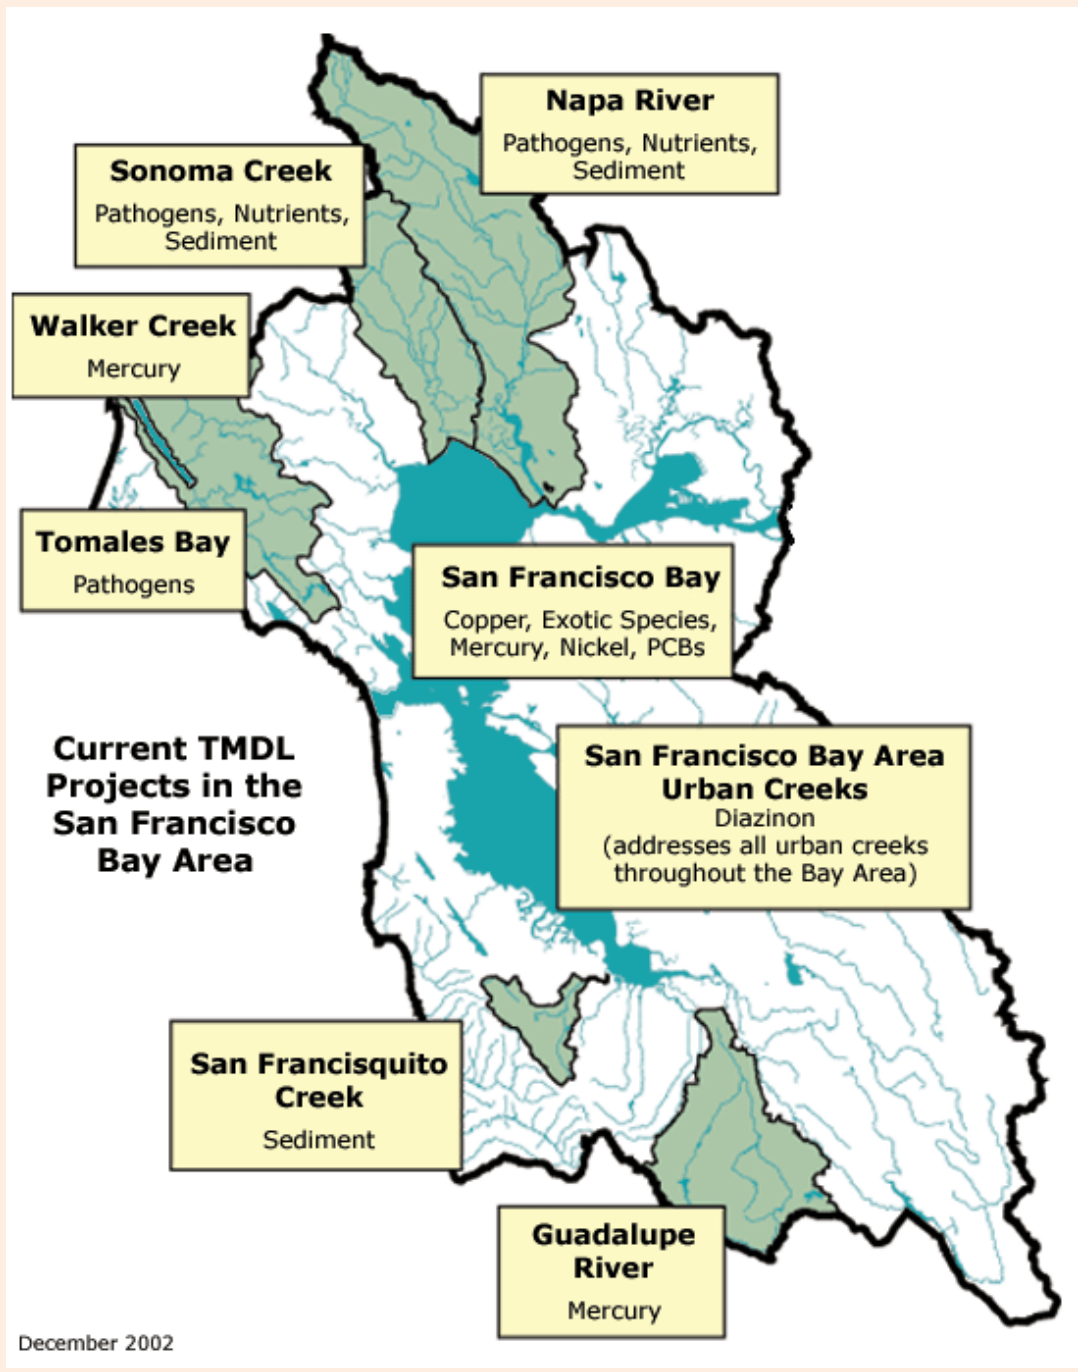 Napa River
Pathogens, Nutrients,
Sediment
Sonoma Creek
Pathogens, Nutrients,
Sediment
Walker Creek
Mercury
Tomales Bay
Pathogens
San Francisco Bay
Copper, Exotic Species,
Mercury, Nickel, PCBs
Current TMDL
Projects in the
San Francisco
Bay Area
San Francisco Bay Area
Urban Creeks
Diazinon
(addresses all urban creeks
throughout the Bay Area)
San Francisquito
Creek
Sediment
Guadalupe
River
Mercury
December 2002